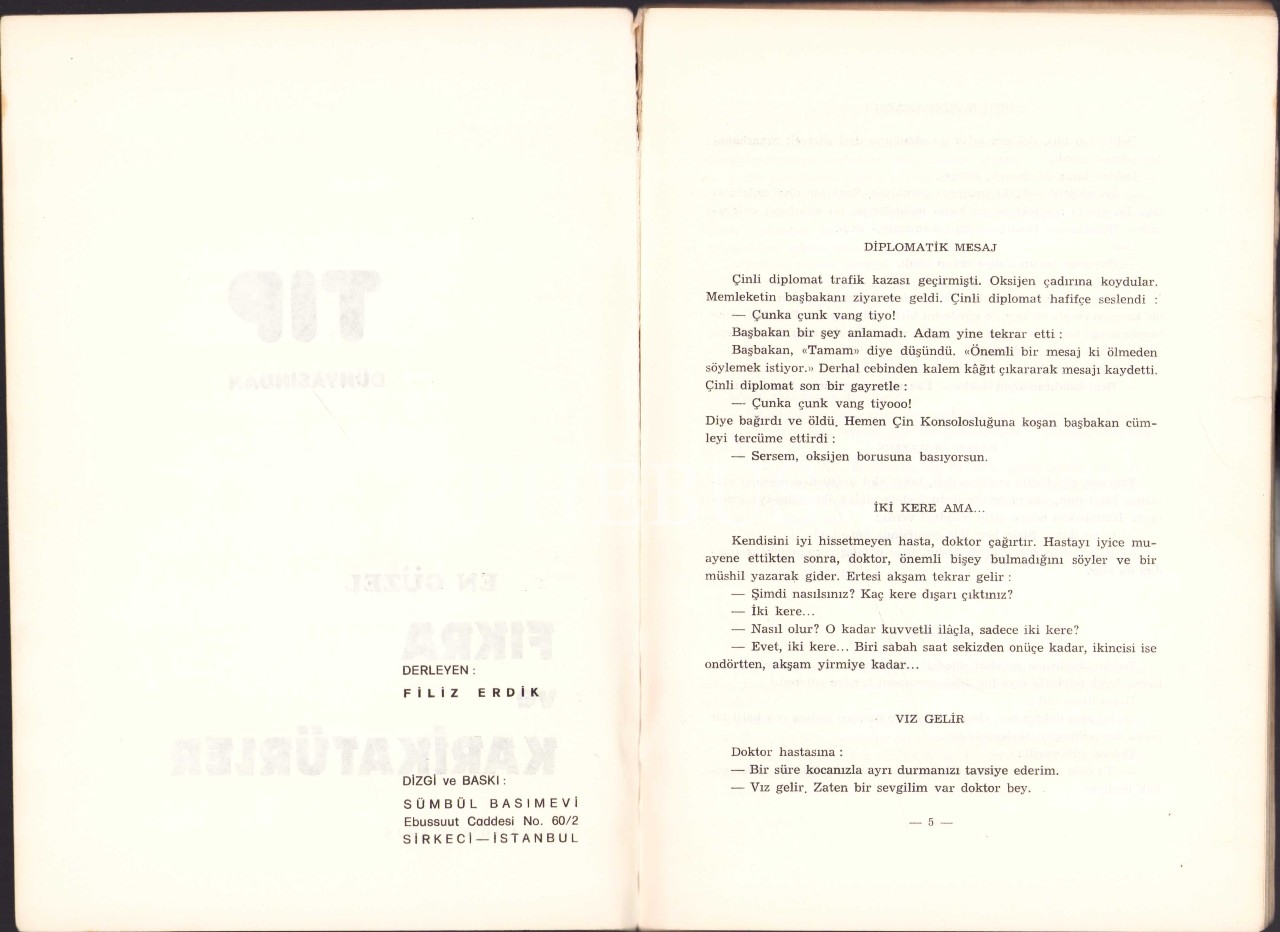 DERLEYEN :
FİLİZ ERDİK
DİZGİ ve BASKI :
SÜMBÜL BASIMEVİ
Ebussuut Caddesi No. 60/2
SİRKECİ—İSTANBUL
DİPLOMATİK MESAJ
Çinli diplomat trafik kazası geçirmişti. Oksijen çadırına koydular.
Memleketin başbakanı ziyarete geldi. Çinli diplomat hafifçe seslendi :
— Çunka çunk vang tiyo!
Başbakan bir şey anlamadı. Adam yine tekrar etti :
Başbakan, «Tamam» diye düşündü. «Önemli bir mesaj ki ölmeden
söylemek istiyor.» Derhal cebinden kalem kâğıt çıkararak mesajı kaydetti.
Çinli diplomat son bir gayretle :
— Çunka çunk vang tiyooo!
Diye bağırdı ve öldü. Hemen Çin Konsolosluğuna koşan başbakan cüm-
leyi tercüme ettirdi :
— Sersem, oksijen borusuna basıyorsun.
İKİ KERE AMA...
Kendisini iyi hissetmeyen hasta, doktor çağırtır. Hastayı iyice mu-
ayene ettikten sonra, doktor, önemli bişey bulmadığını söyler ve bir
müshil yazarak gider. Ertesi akşam tekrar gelir :
— Şimdi nasılsınız? Kaç kere dışarı çıktınız?
— İki kere...
— Nasıl olur? O kadar kuvvetli ilâçla, sadece iki kere?
— Evet, iki kere... Biri sabah saat sekizden onüçe kadar, ikincisi ise
ondörtten, akşam yirmiye kadar...
VIZ GELİR
Doktor hastasına :
— Bir süre kocanızla ayrı durmanızı tavsiye ederim.
— Vız gelir. Zaten bir sevgilim var doktor bey.
— 5 —
TIP
DÜNYASINDAN
EN GÜZEL
FIKRA
ve
KARİKATÜRLER